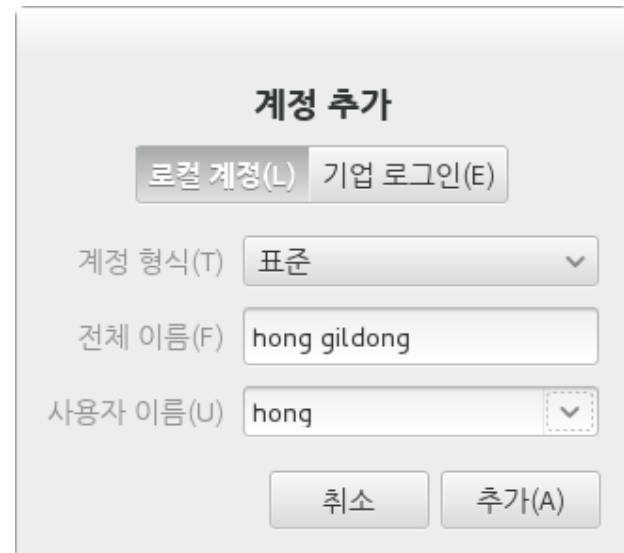 계정 추가
로컬 계정(L) 기업 로그인(E)
계정 형식(T) 표준
전체 이름(F) hong gildong
사용자 이름(U) hong
취소 추가(A)